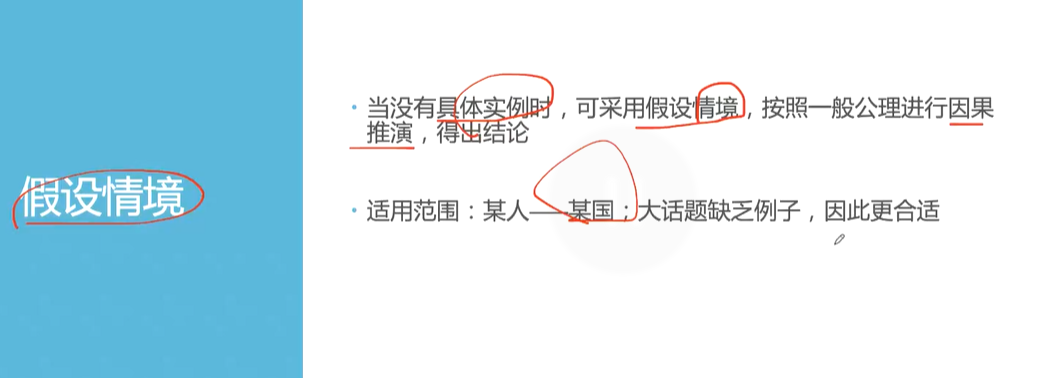 假设情境
当没有具体实例时，可采用假设情境，按照一般公理进行因果
推演，得出结论
适用范围：某人——某国；大话题缺乏例子，因此更合适